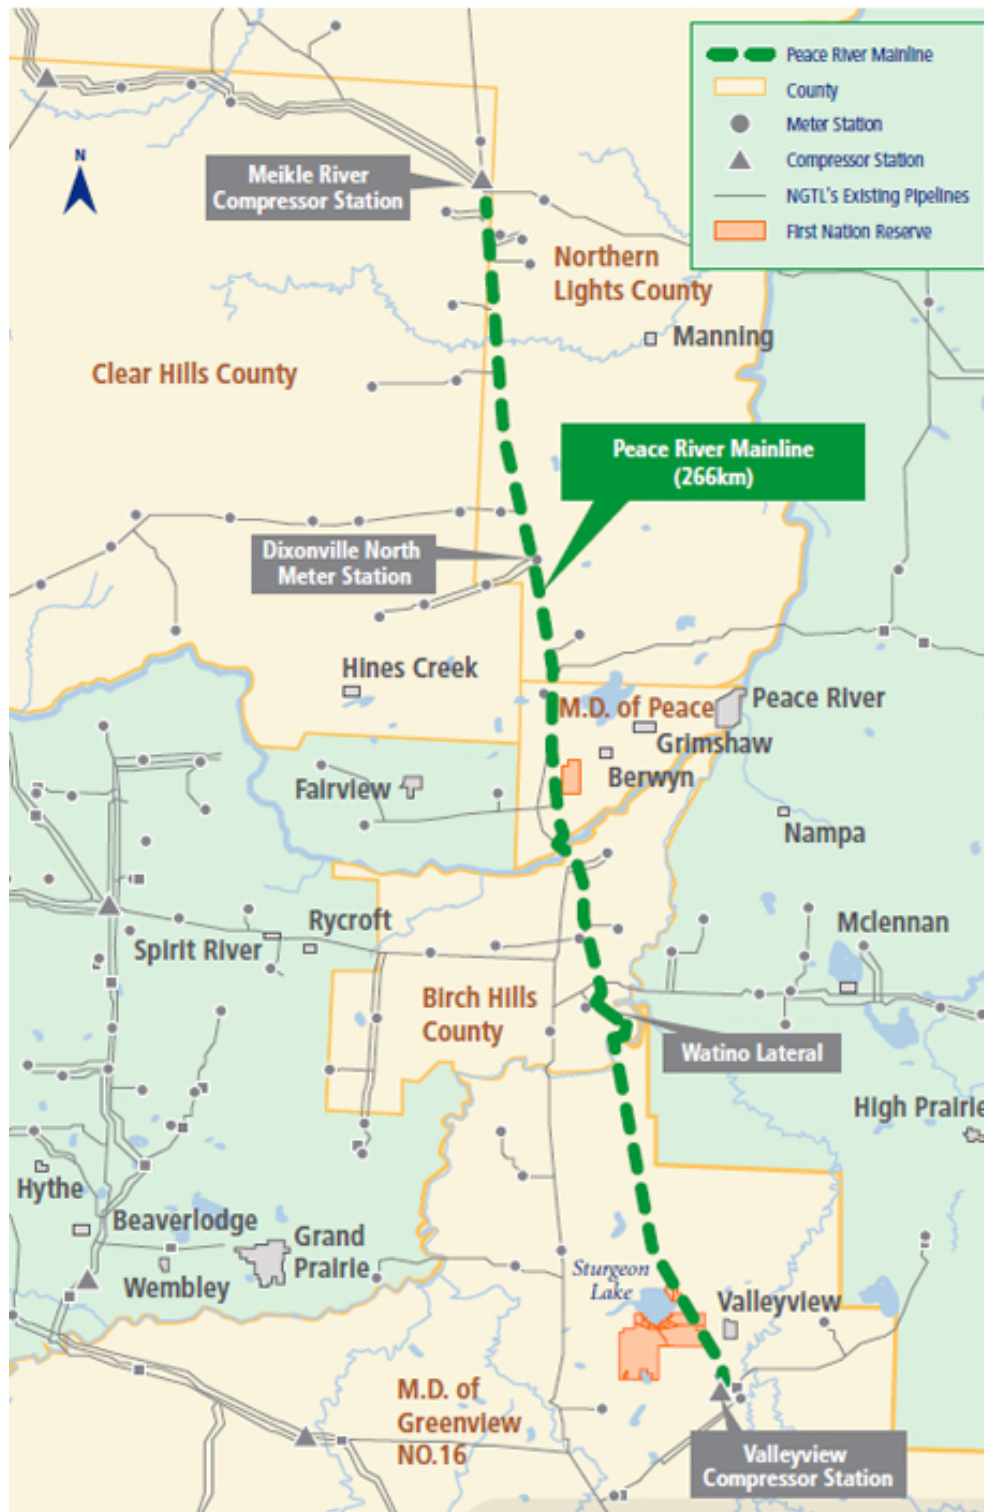 Peace River Mainline
County
Meter Station
Compressor Station
NGTL's Existing Pipelines
First Nation Reserve
N
Meikle River
Compressor Station
Northern
Lights County
Manning
Clear Hills County
Peace River Mainline
(266km)
Dixonville North
Meter Station
Hines Creek
M.D. of Peace
Peace River
Grimshaw
Berwyn
Fairview
Nampa
Mclennan
Rycroft
Spirit River
Birch Hills
County
Watino Lateral
High Prairie
Hythe
Beaverlodge
Grand
Prairie
Wembley
Sturgeon
Lake
Valleyview
M.D. of
Greenview
NO.16
Valleyview
Compressor Station